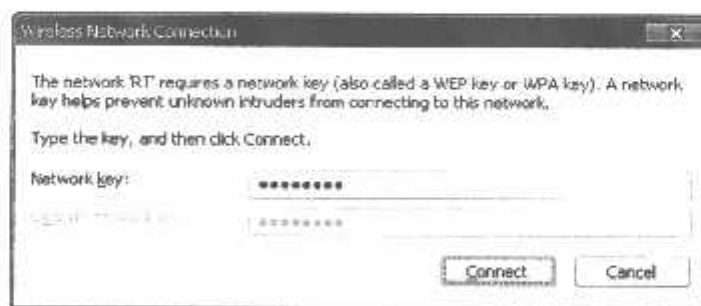 Wireless Network Connection
The network 'RT' requires a network key (also called a WEP key or WPA key). A network
key helps prevent unknown intruders from connecting to this network.
Type the key, and then click Connect.
Network key: ••••••••
••••••••
Connect Cancel